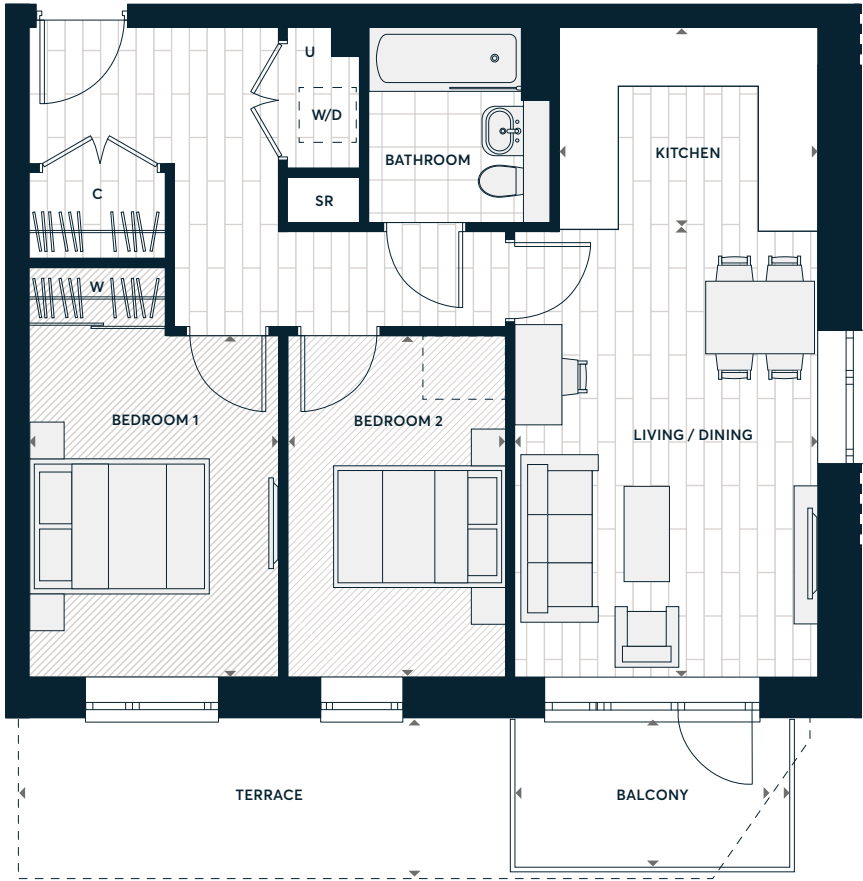 U
W/D
BATHROOM
KITCHEN
C
SR
W
BEDROOM 1
BEDROOM 2
LIVING / DINING
TERRACE
BALCONY